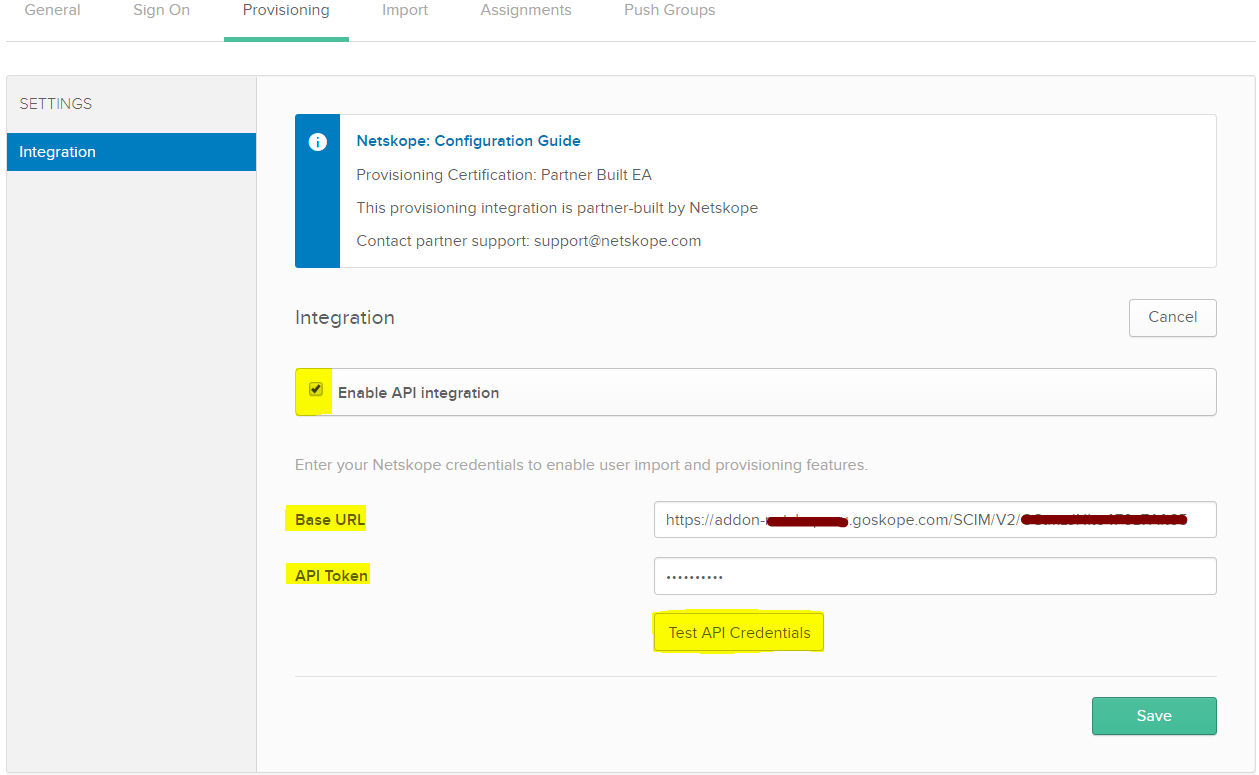 General Sign On Provisioning Import Assignments Push Groups
SETTINGS
Integration
Netskope: Configuration Guide
Provisioning Certification: Partner Built EA
This provisioning integration is partner-built by Netskope
Contact partner support: support@netskope.com
Integration
Cancel
Enable API integration
Enter your Netskope credentials to enable user import and provisioning features.
Base URL https://addon- .goskope.com/SCIM/V2/
API Token ••••••••••
Test API Credentials
Save